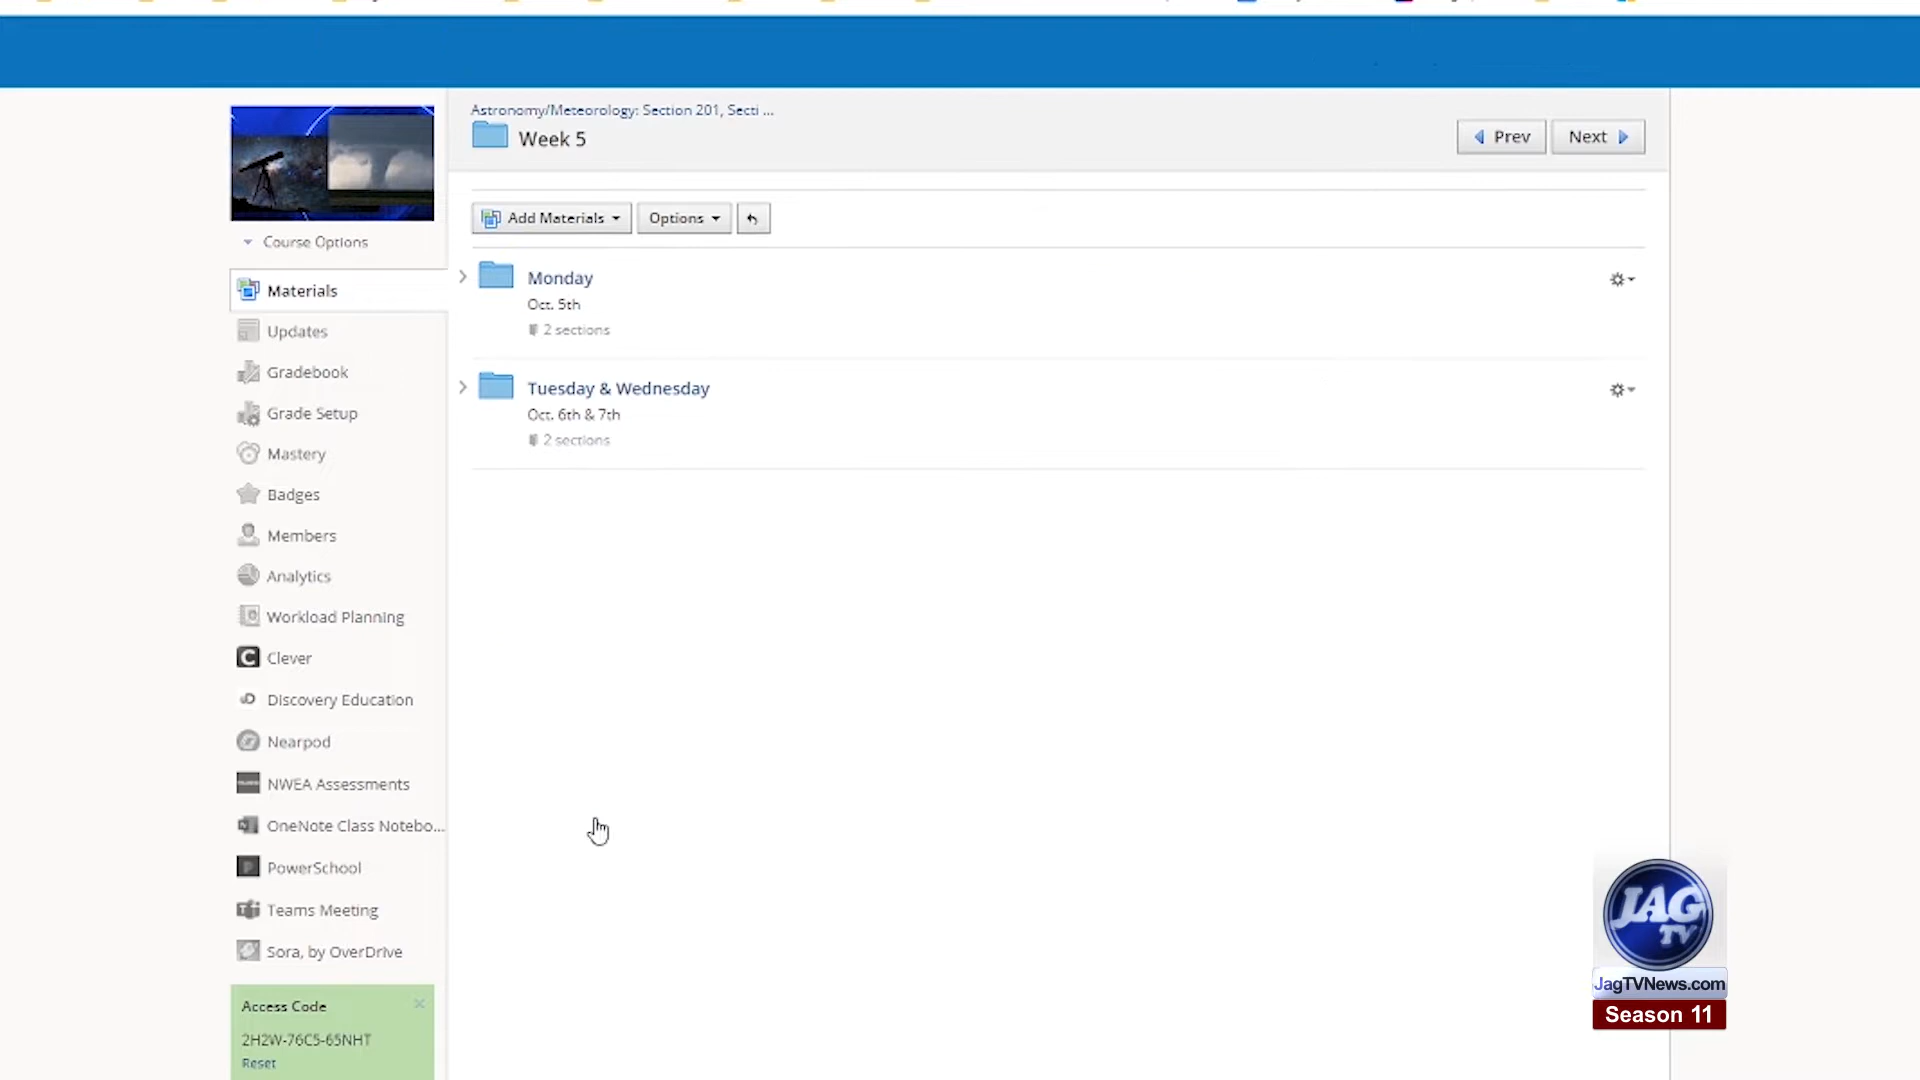 Astronomy/Meteorology: Section 201, Secti ...
Week 5
Prev
Next
Add Materials
Options
Course Options
Materials
Updates
Gradebook
Grade Setup
Mastery
Badges
Members
Analytics
Workload Planning
Clever
Discovery Education
Nearpod
NWEA Assessments
OneNote Class Notebo...
PowerSchool
Teams Meeting
Sora, by OverDrive
Access Code
2H2W-76C5-65NHT
Reset
Monday
Oct. 5th
2 sections
Tuesday & Wednesday
Oct. 6th & 7th
2 sections
JAG
TV
JagTVNews.com
Season 11